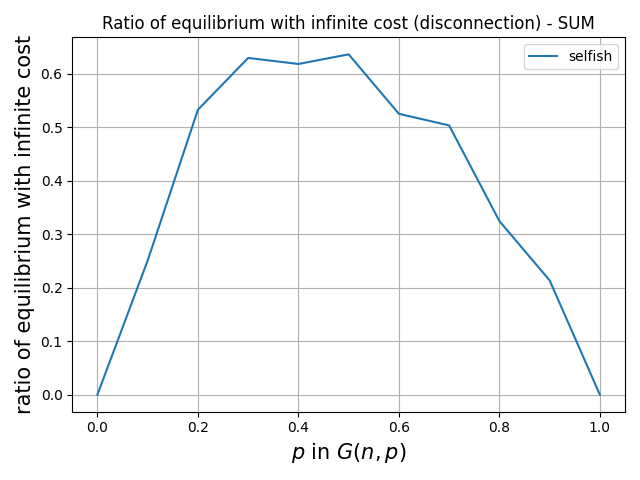 Ratio of equilibrium with infinite cost (disconnection) - SUM
selfish
ratio of equilibrium with infinite cost
0.6
0.5
0.4
0.3
0.2
0.1
0.0
0.0 0.2 0.4 0.6 0.8 1.0
p in G(n, p)